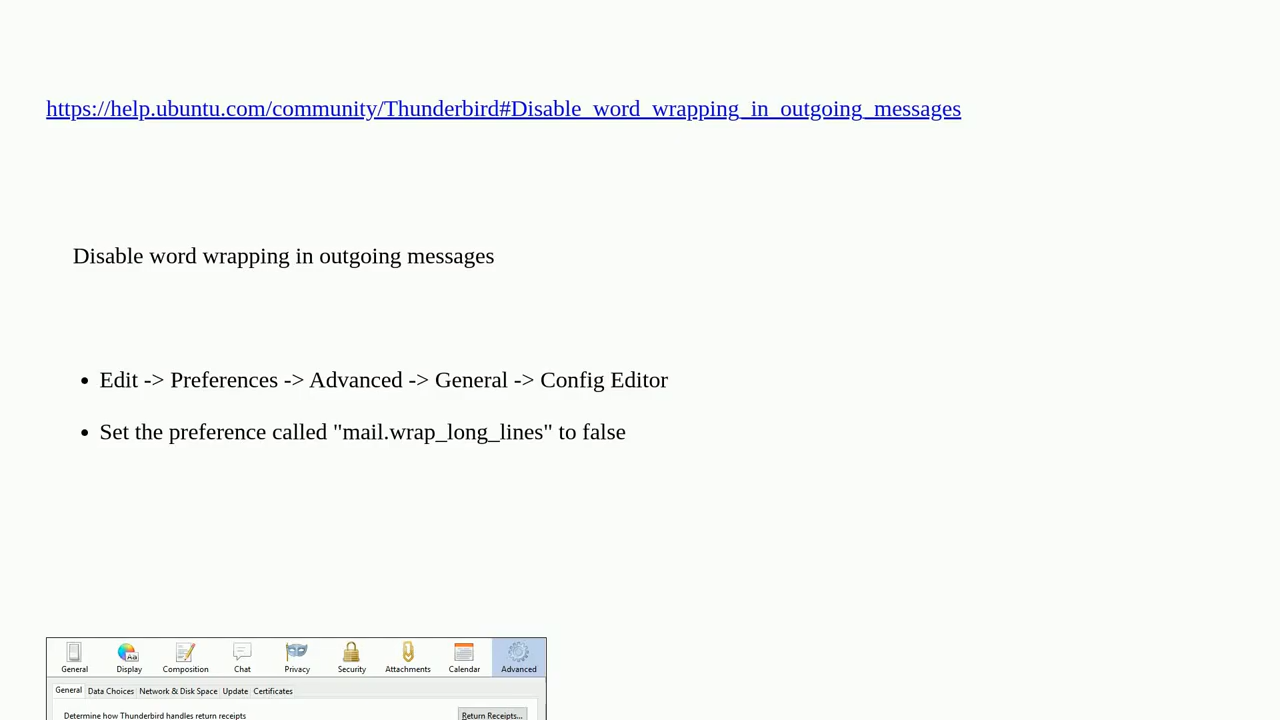 https://help.ubuntu.com/community/Thunderbird#Disable_word_wrapping_in_outgoing_messages
Disable word wrapping in outgoing messages
• Edit -> Preferences -> Advanced -> General -> Config Editor
• Set the preference called "mail.wrap_long_lines" to false
General Display Composition Chat Privacy Security Attachments Calendar Advanced
General Data Choices Network & Disk Space Update Certificates
Determine how Thunderbird handles return receipts Return Receipts...